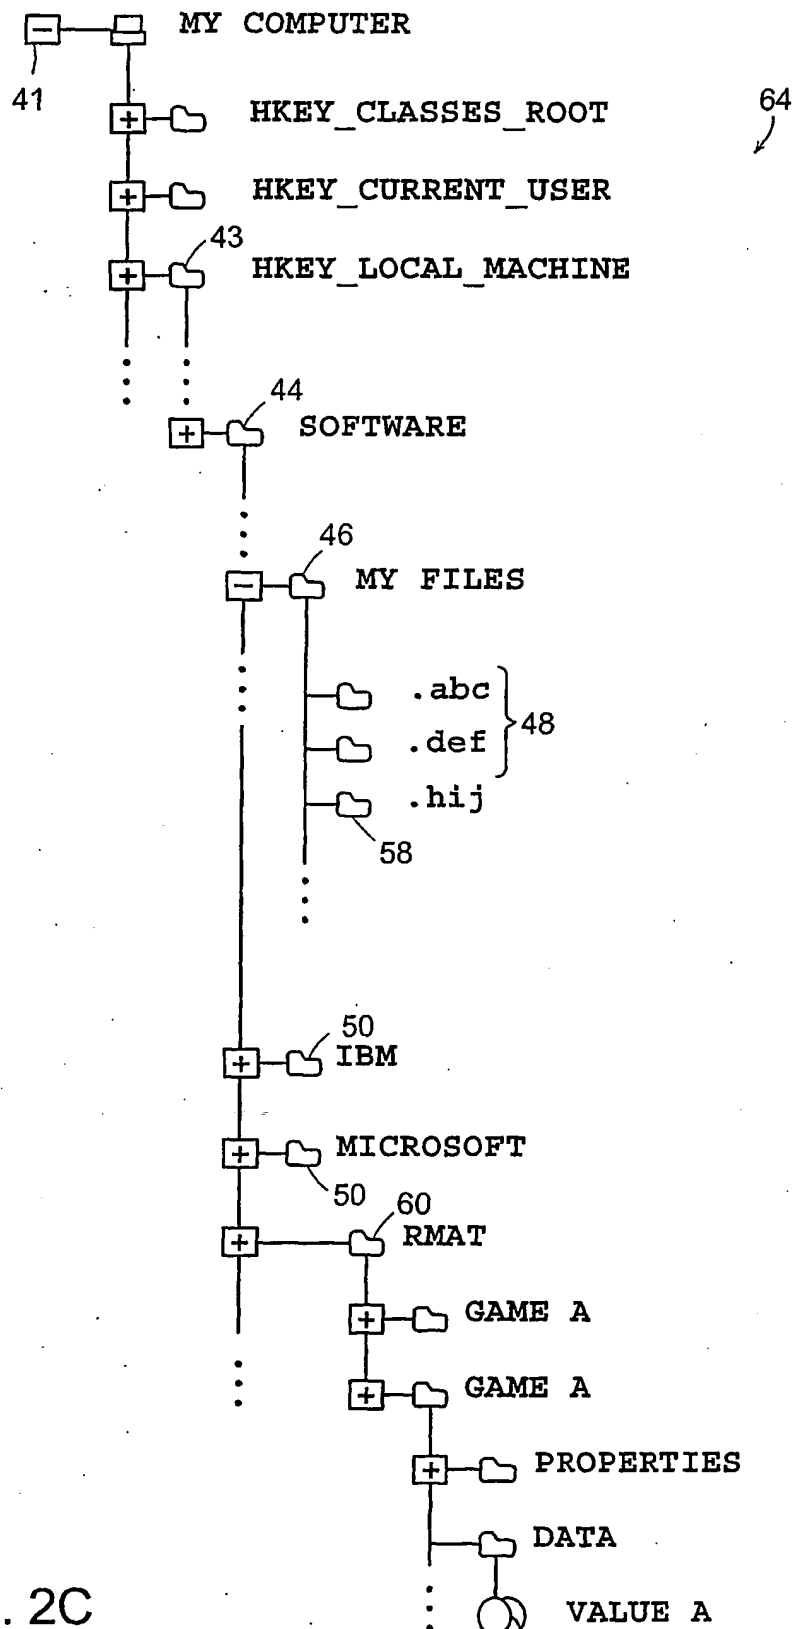 MY COMPUTER
41
HKEY_CLASSES_ROOT
64
HKEY_CURRENT_USER
43
HKEY_LOCAL_MACHINE
44
SOFTWARE
46
MY FILES
.abc
.def
48
.hij
58
50
IBM
MICROSOFT
50
60
RMAT
GAME A
GAME A
PROPERTIES
DATA
. 2C
VALUE A